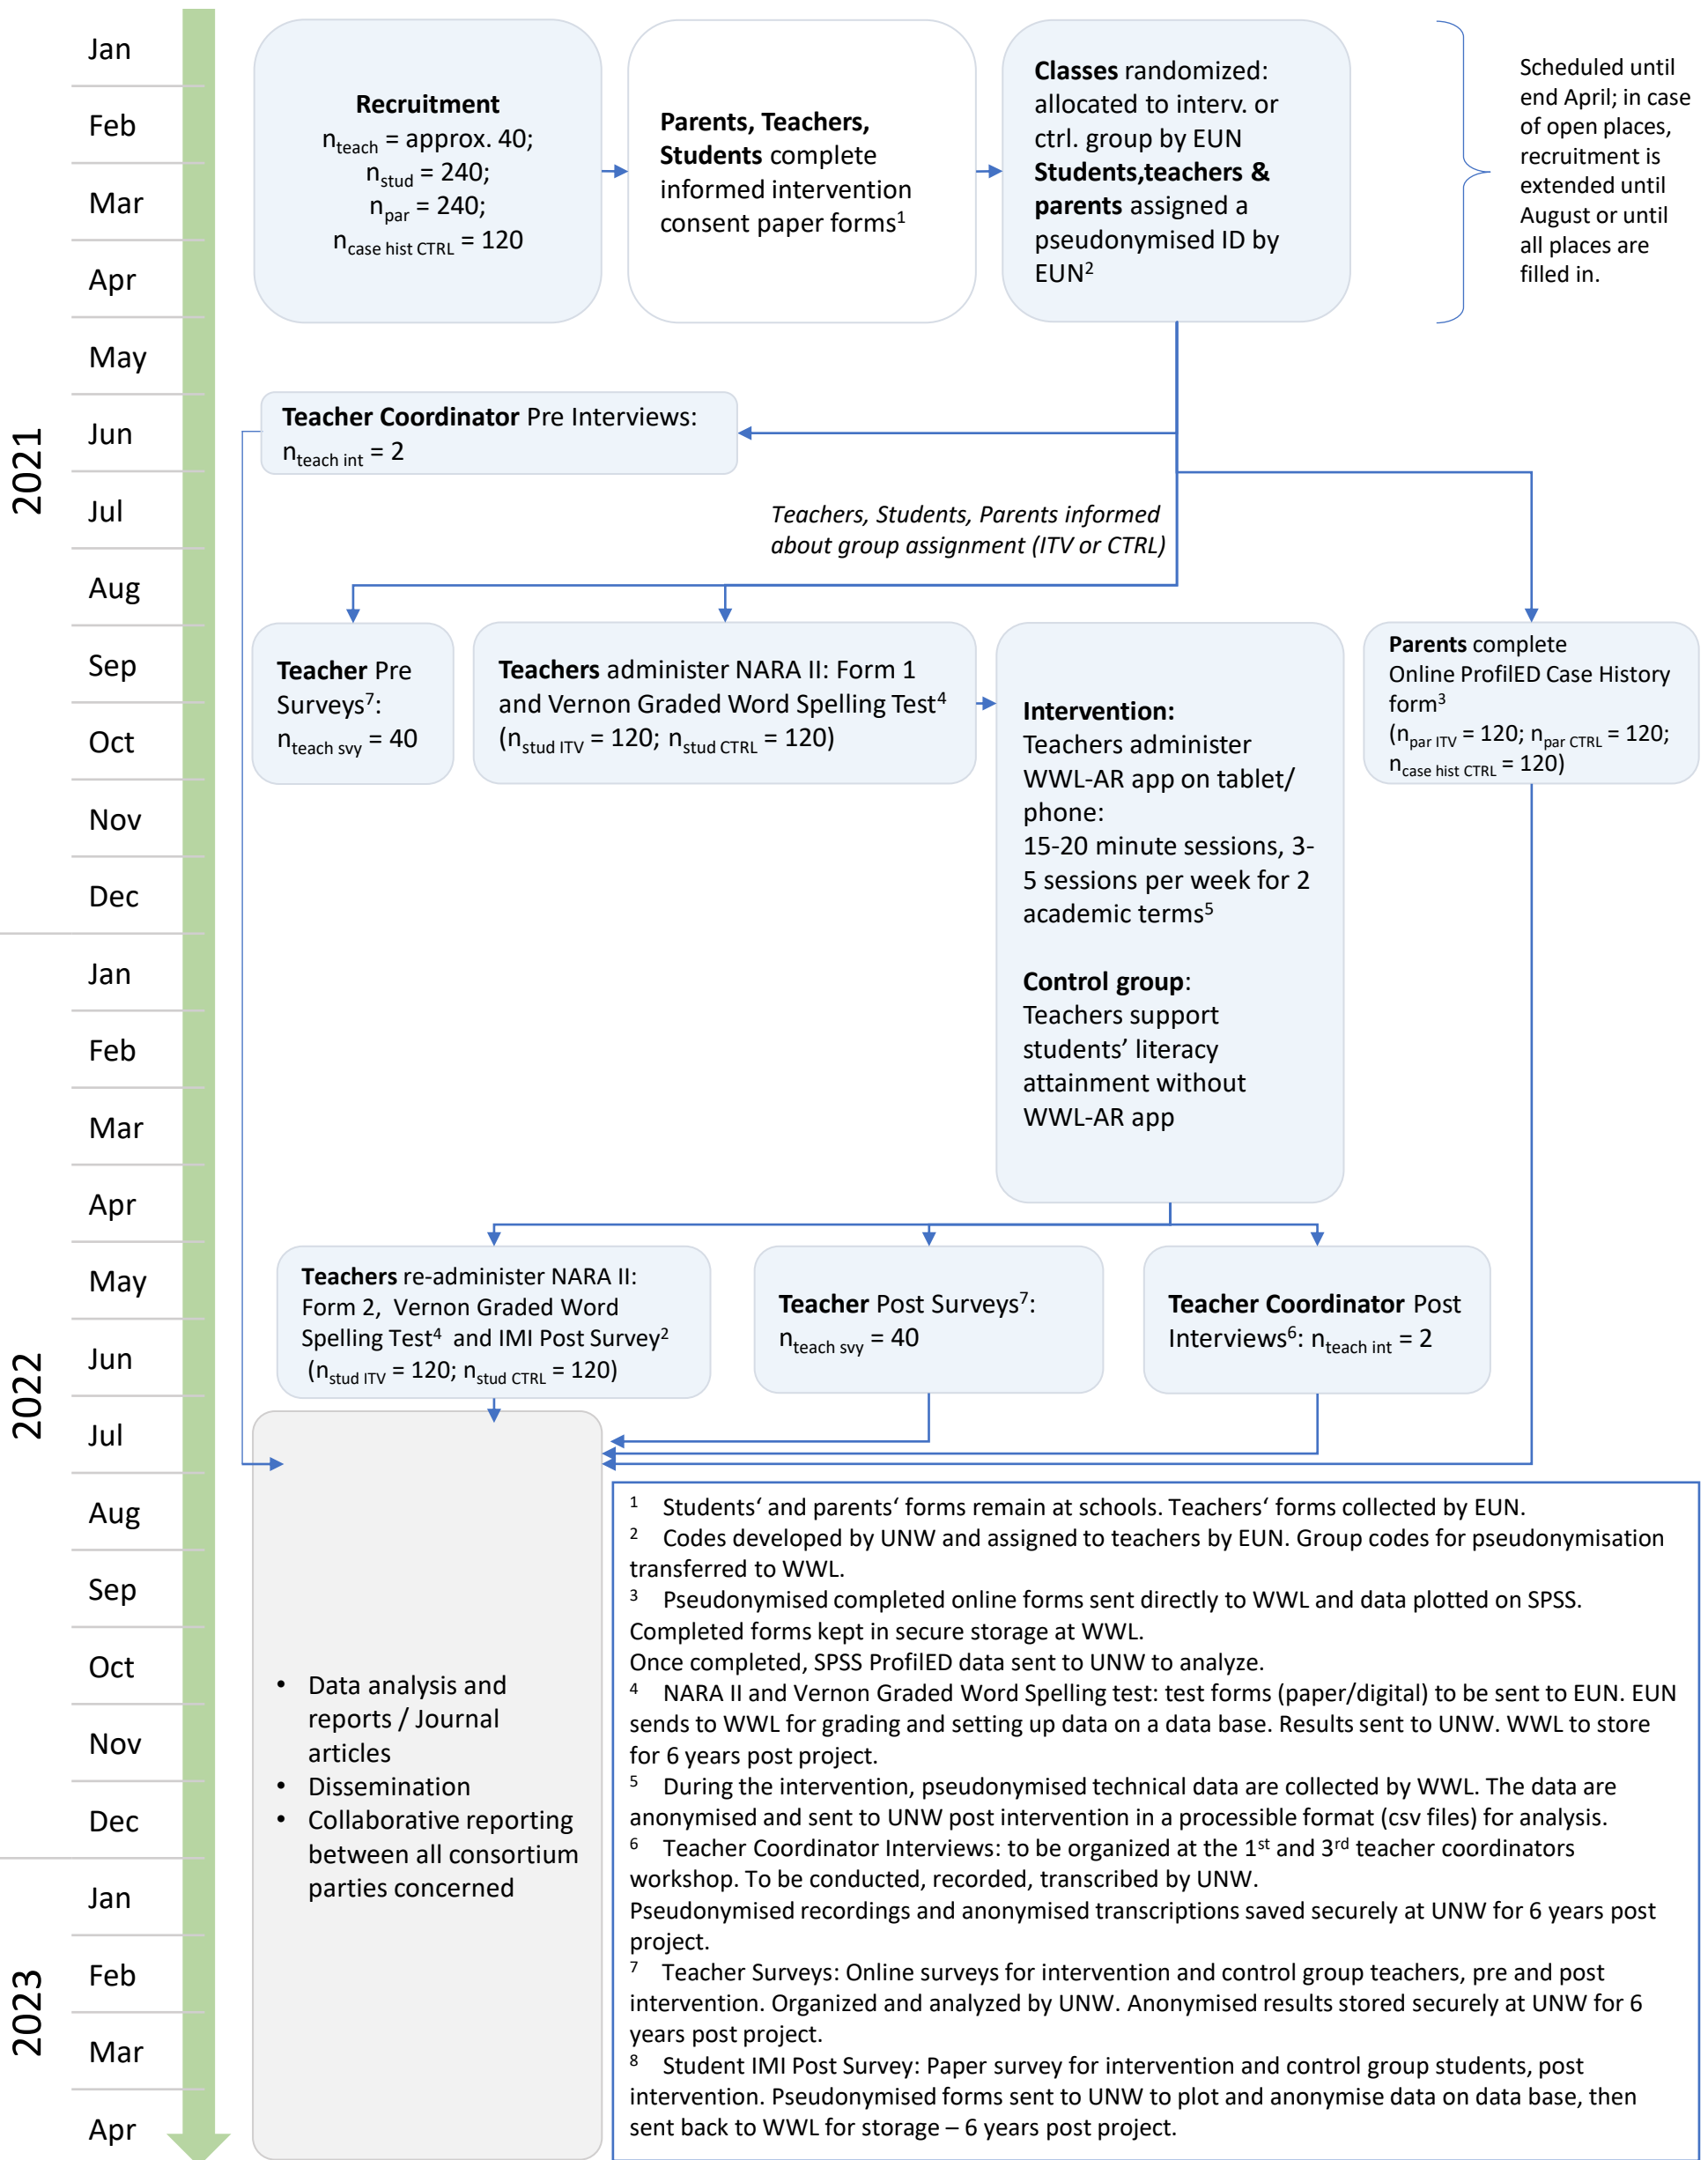 2021
Jan
Feb
Mar
Apr
May
Jun
Jul
Aug
Sep
Oct
Nov
Dec
2022
Jan
Feb
Mar
Apr
May
Jun
Jul
Aug
Sep
Oct
Nov
Dec
2023
Jan
Feb
Mar
Apr
Recruitment
n_teach = approx. 40;
n_stud = 240;
n_par = 240;
n_case hist CTRL = 120
Parents, Teachers,
Students complete
informed intervention
consent paper forms¹
Classes randomized:
allocated to interv. or
ctrl. group by EUN
Students,teachers &
parents assigned a
pseudonymised ID by
EUN²
Scheduled until
end April; in case
of open places,
recruitment is
extended until
August or until
all places are
filled in.
Teacher Coordinator Pre Interviews:
n_teach int = 2
Teachers, Students, Parents informed
about group assignment (ITV or CTRL)
Teacher Pre
Surveys⁷:
n_teach svy = 40
Teachers administer NARA II: Form 1
and Vernon Graded Word Spelling Test⁴
(n_stud ITV = 120; n_stud CTRL = 120)
Intervention:
Teachers administer
WWL-AR app on tablet/
phone:
15-20 minute sessions, 3-
5 sessions per week for 2
academic terms⁵
Control group:
Teachers support
students’ literacy
attainment without
WWL-AR app
Parents complete
Online ProfilED Case History
form³
(n_par ITV = 120; n_par CTRL = 120;
n_case hist CTRL = 120)
Teachers re-administer NARA II:
Form 2, Vernon Graded Word
Spelling Test⁴ and IMI Post Survey²
(n_stud ITV = 120; n_stud CTRL = 120)
Teacher Post Surveys⁷:
n_teach svy = 40
Teacher Coordinator Post
Interviews⁶: n_teach int = 2
• Data analysis and
reports / Journal
articles
• Dissemination
• Collaborative reporting
between all consortium
parties concerned
¹ Students‘ and parents‘ forms remain at schools. Teachers‘ forms collected by EUN.
² Codes developed by UNW and assigned to teachers by EUN. Group codes for pseudonymisation
transferred to WWL.
³ Pseudonymised completed online forms sent directly to WWL and data plotted on SPSS.
Completed forms kept in secure storage at WWL.
Once completed, SPSS ProfilED data sent to UNW to analyze.
⁴ NARA II and Vernon Graded Word Spelling test: test forms (paper/digital) to be sent to EUN. EUN
sends to WWL for grading and setting up data on a data base. Results sent to UNW. WWL to store
for 6 years post project.
⁵ During the intervention, pseudonymised technical data are collected by WWL. The data are
anonymised and sent to UNW post intervention in a processible format (csv files) for analysis.
⁶ Teacher Coordinator Interviews: to be organized at the 1st and 3rd teacher coordinators
workshop. To be conducted, recorded, transcribed by UNW.
Pseudonymised recordings and anonymised transcriptions saved securely at UNW for 6 years post
project.
⁷ Teacher Surveys: Online surveys for intervention and control group teachers, pre and post
intervention. Organized and analyzed by UNW. Anonymised results stored securely at UNW for 6
years post project.
⁸ Student IMI Post Survey: Paper survey for intervention and control group students, post
intervention. Pseudonymised forms sent to UNW to plot and anonymise data on data base, then
sent back to WWL for storage – 6 years post project.